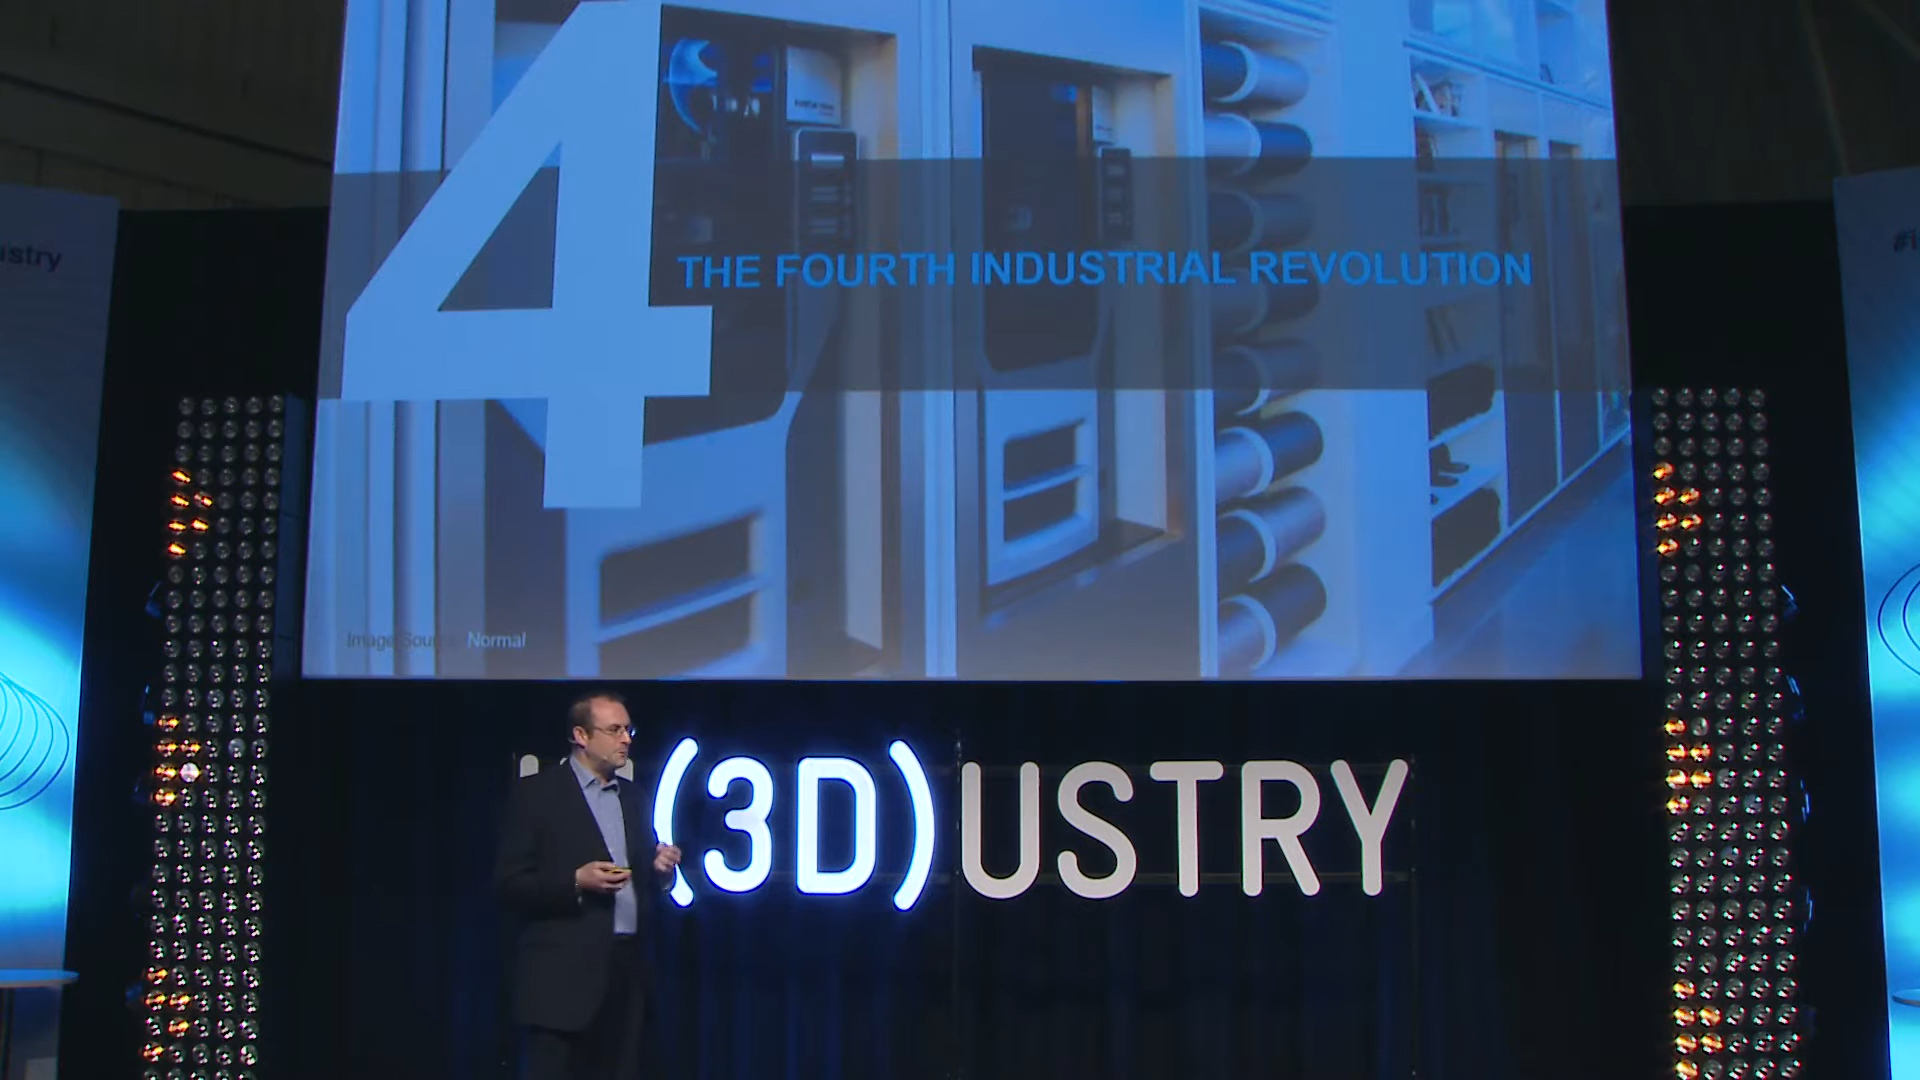 4
THE FOURTH INDUSTRIAL REVOLUTION
ustry
#i
Image Source Normal
(3D)USTRY